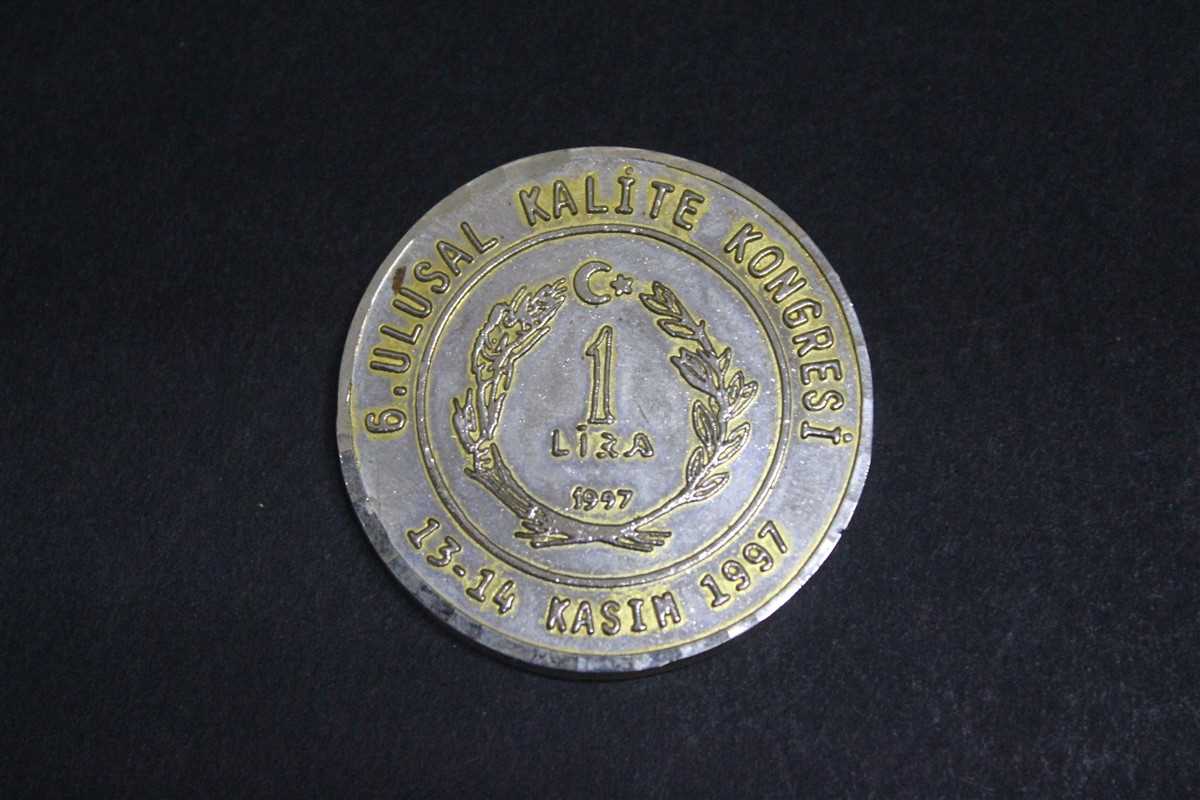 6.ULUSAL KALİTE KONGRESİ
1
LİRA
1997
13-14 KASIM 1997